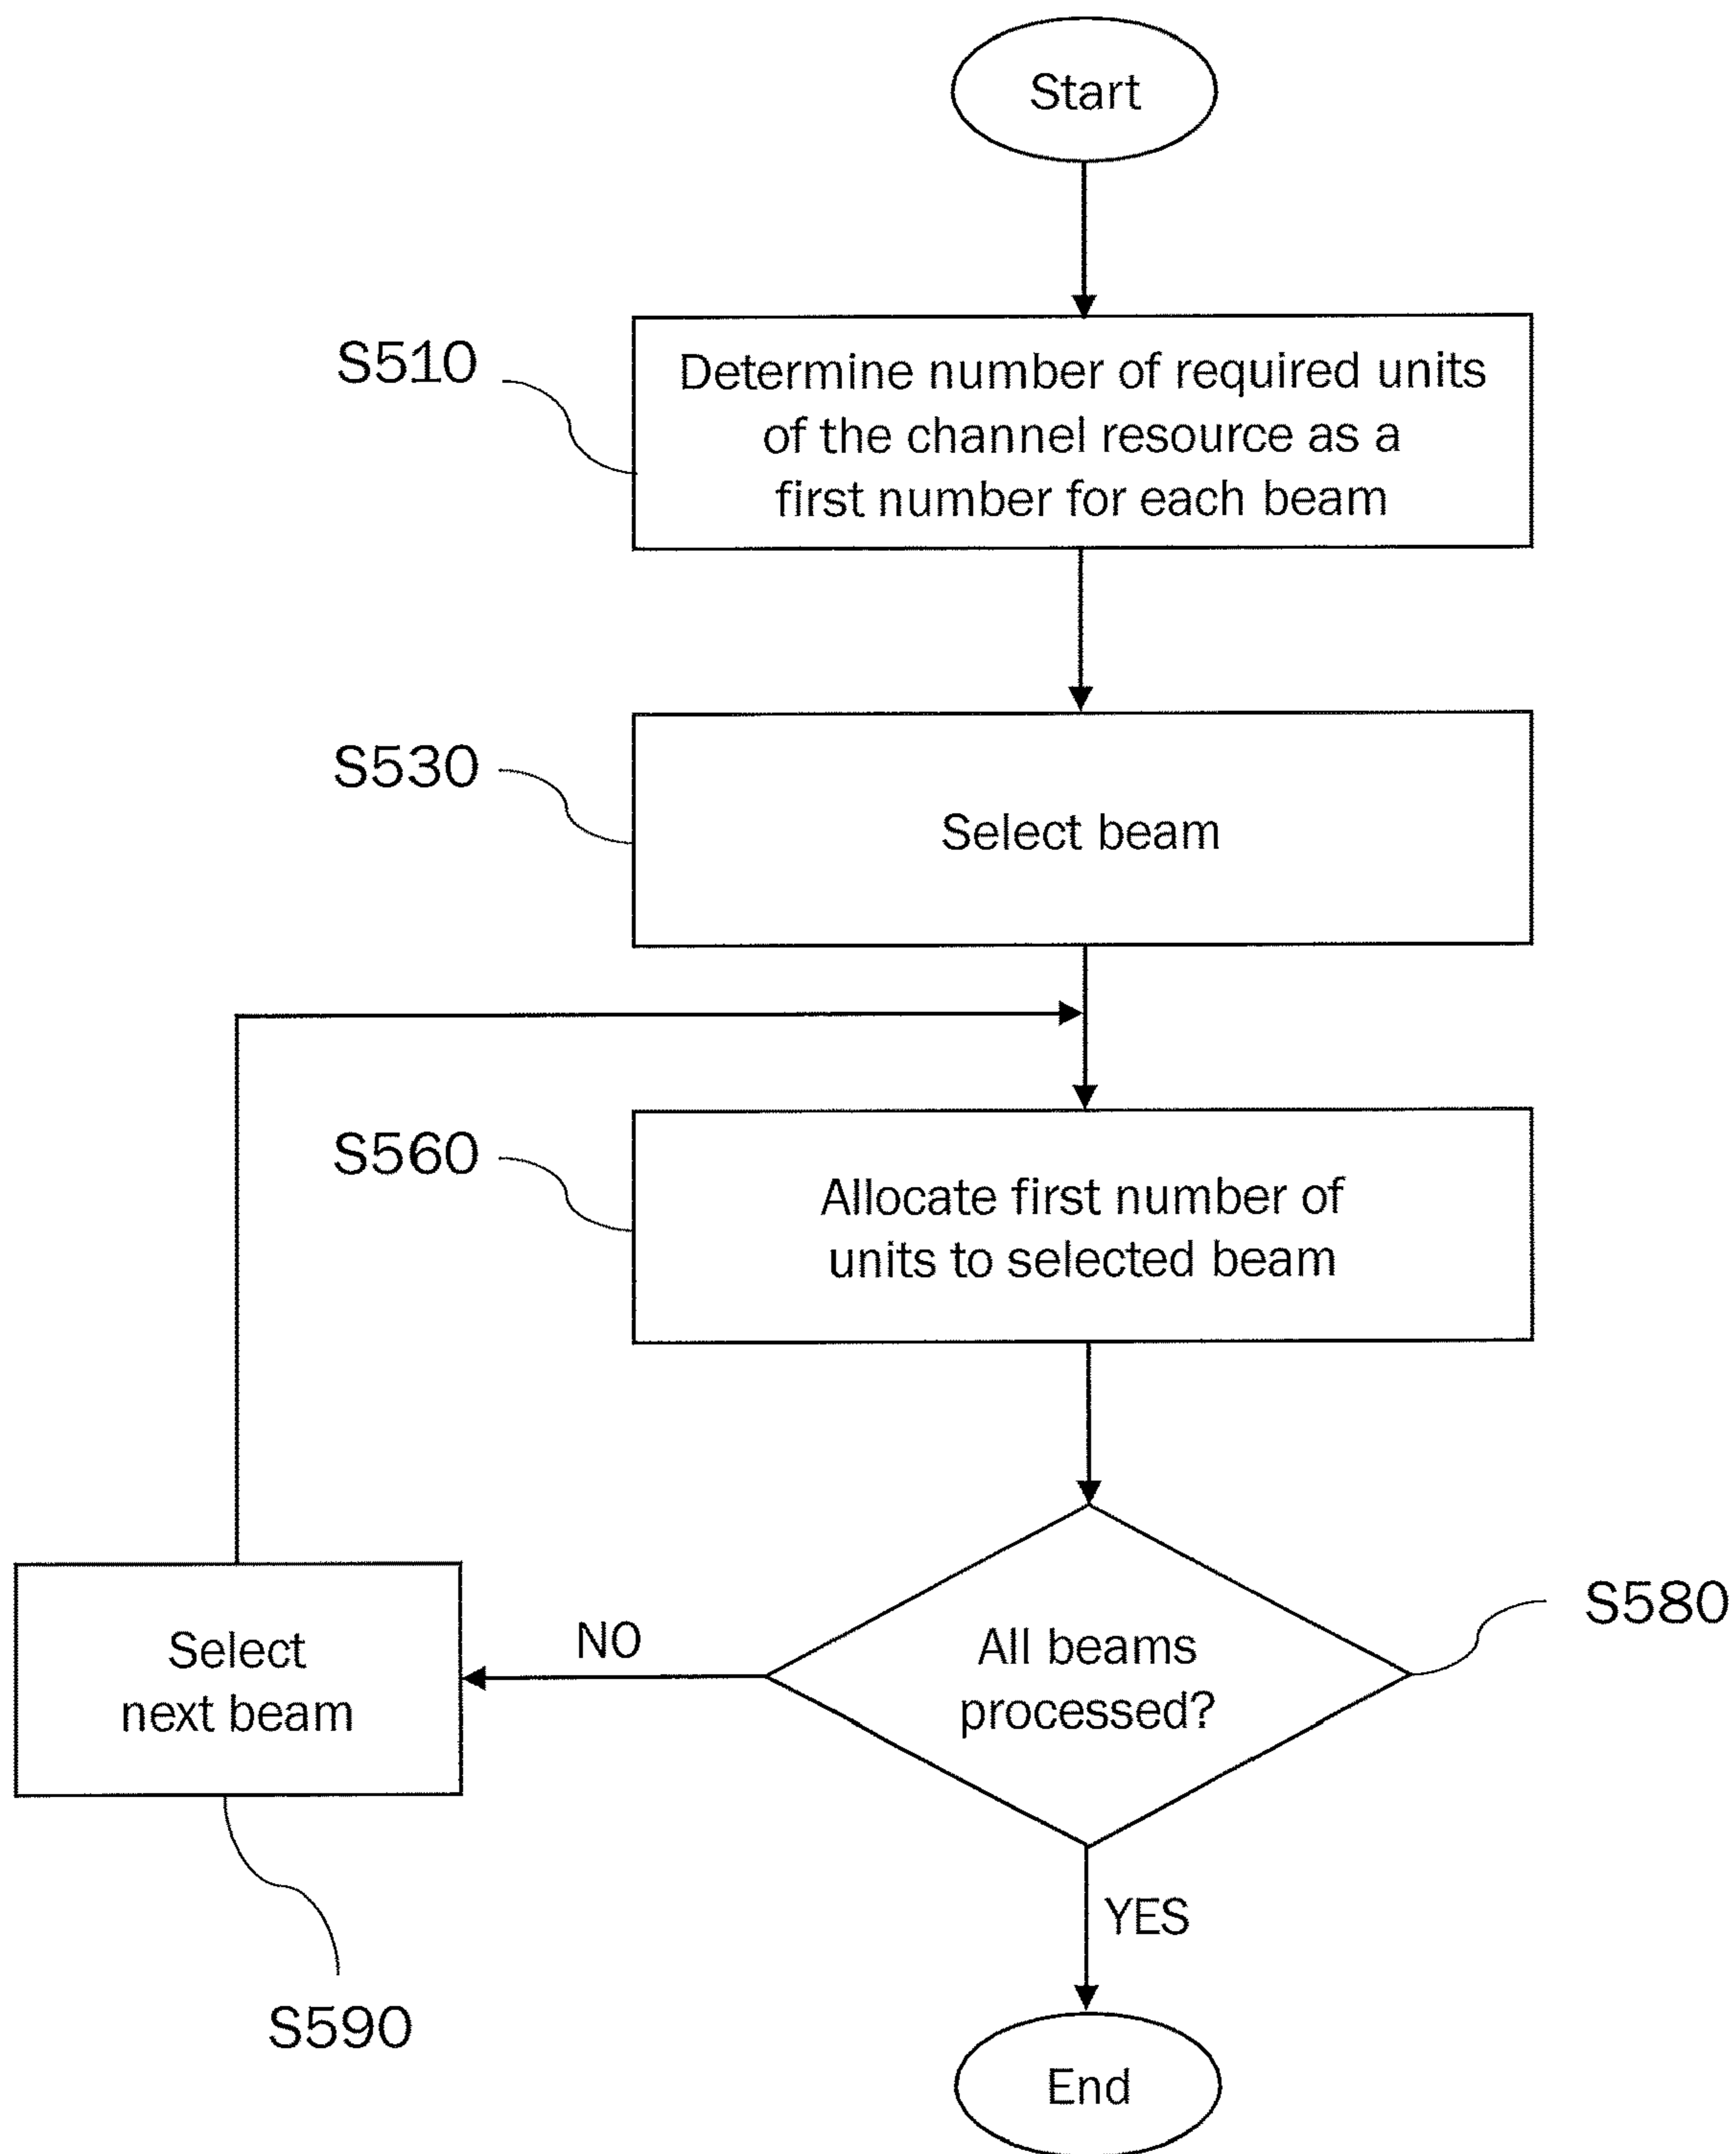 Start
S510
Determine number of required units
of the channel resource as a
first number for each beam
S530
Select beam
S560
Allocate first number of
units to selected beam
S580
All beams
processed?
NO
Select
next beam
YES
S590
End